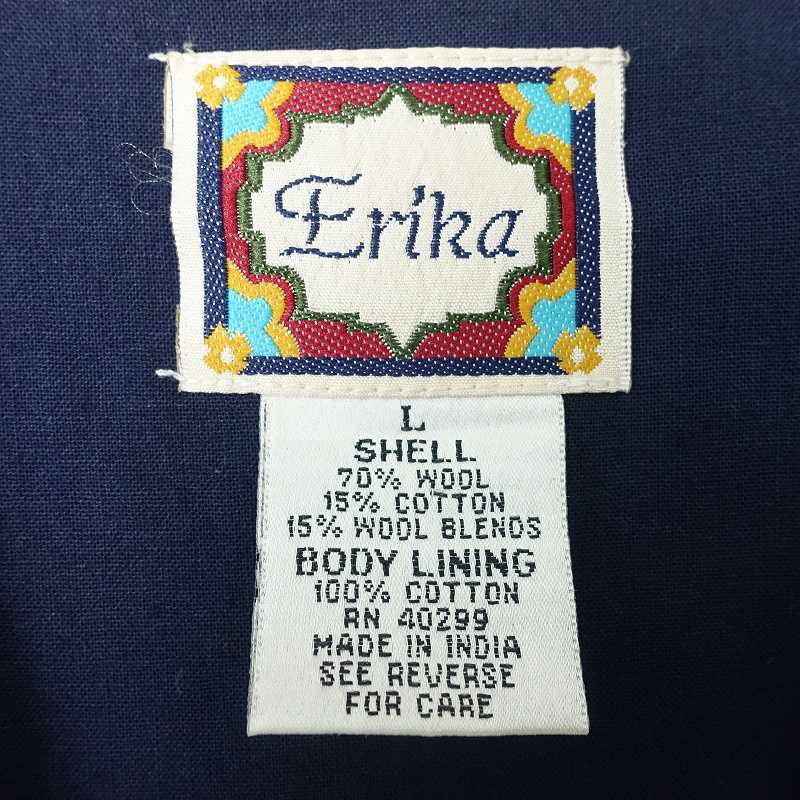 Erika
L
SHELL
70% WOOL
15% COTTON
15% WOOL BLENDS
BODY LINING
100% COTTON
RN 40299
MADE IN INDIA
SEE REVERSE
FOR CARE